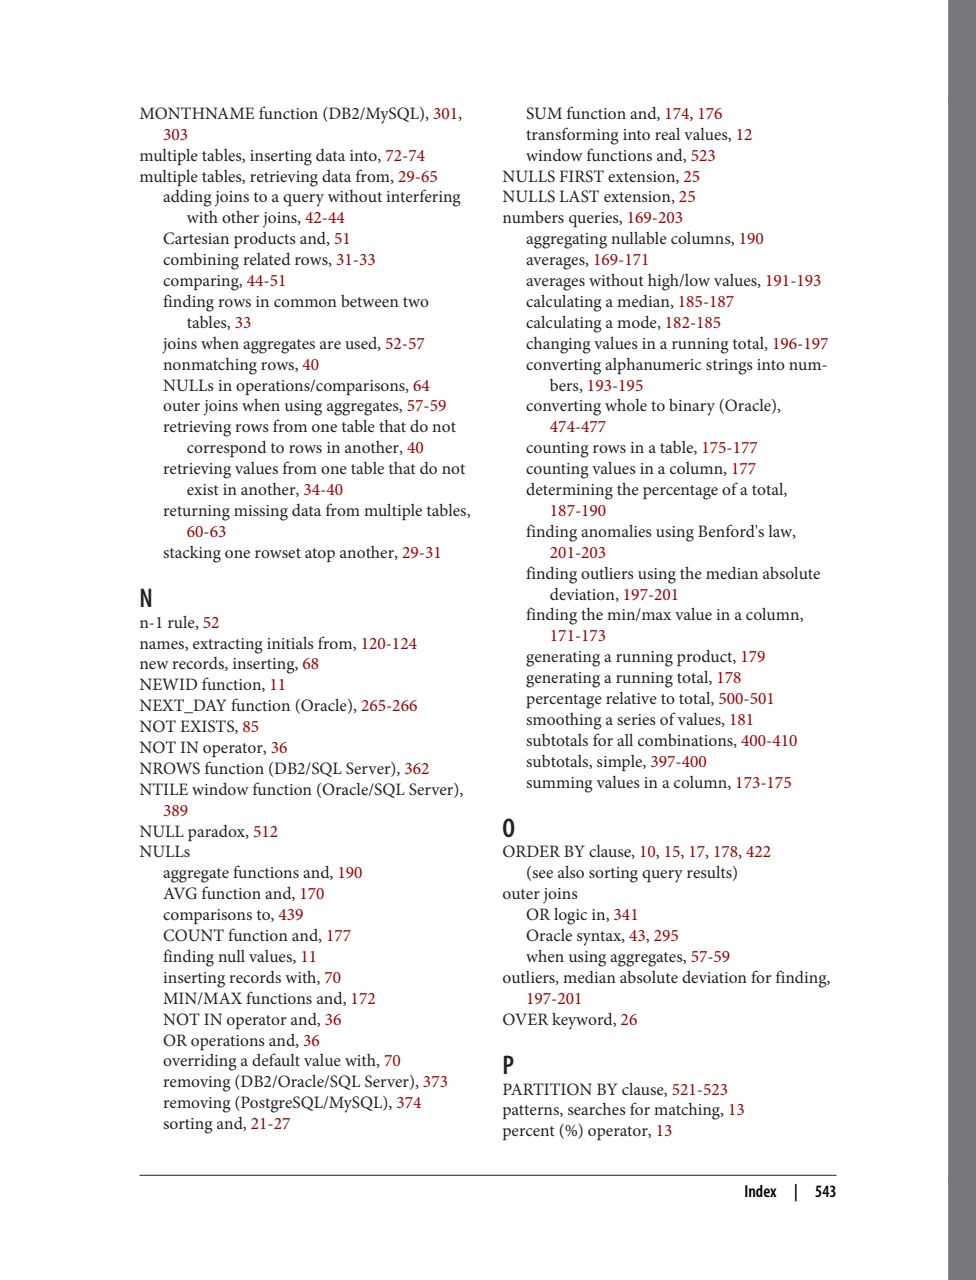 MONTHNAME function (DB2/MySQL), 301,
303
multiple tables, inserting data into, 72-74
multiple tables, retrieving data from, 29-65
adding joins to a query without interfering
with other joins, 42-44
Cartesian products and, 51
combining related rows, 31-33
comparing, 44-51
finding rows in common between two
tables, 33
joins when aggregates are used, 52-57
nonmatching rows, 40
NULLs in operations/comparisons, 64
outer joins when using aggregates, 57-59
retrieving rows from one table that do not
correspond to rows in another, 40
retrieving values from one table that do not
exist in another, 34-40
returning missing data from multiple tables,
60-63
stacking one rowset atop another, 29-31
N
n-1 rule, 52
names, extracting initials from, 120-124
new records, inserting, 68
NEWID function, 11
NEXT_DAY function (Oracle), 265-266
NOT EXISTS, 85
NOT IN operator, 36
NROWS function (DB2/SQL Server), 362
NTILE window function (Oracle/SQL Server),
389
NULL paradox, 512
NULLs
aggregate functions and, 190
AVG function and, 170
comparisons to, 439
COUNT function and, 177
finding null values, 11
inserting records with, 70
MIN/MAX functions and, 172
NOT IN operator and, 36
OR operations and, 36
overriding a default value with, 70
removing (DB2/Oracle/SQL Server), 373
removing (PostgreSQL/MySQL), 374
sorting and, 21-27
SUM function and, 174, 176
transforming into real values, 12
window functions and, 523
NULLS FIRST extension, 25
NULLS LAST extension, 25
numbers queries, 169-203
aggregating nullable columns, 190
averages, 169-171
averages without high/low values, 191-193
calculating a median, 185-187
calculating a mode, 182-185
changing values in a running total, 196-197
converting alphanumeric strings into num-
bers, 193-195
converting whole to binary (Oracle),
474-477
counting rows in a table, 175-177
counting values in a column, 177
determining the percentage of a total,
187-190
finding anomalies using Benford's law,
201-203
finding outliers using the median absolute
deviation, 197-201
finding the min/max value in a column,
171-173
generating a running product, 179
generating a running total, 178
percentage relative to total, 500-501
smoothing a series of values, 181
subtotals for all combinations, 400-410
subtotals, simple, 397-400
summing values in a column, 173-175
O
ORDER BY clause, 10, 15, 17, 178, 422
(see also sorting query results)
outer joins
OR logic in, 341
Oracle syntax, 43, 295
when using aggregates, 57-59
outliers, median absolute deviation for finding,
197-201
OVER keyword, 26
P
PARTITION BY clause, 521-523
patterns, searches for matching, 13
percent (%) operator, 13
Index | 543